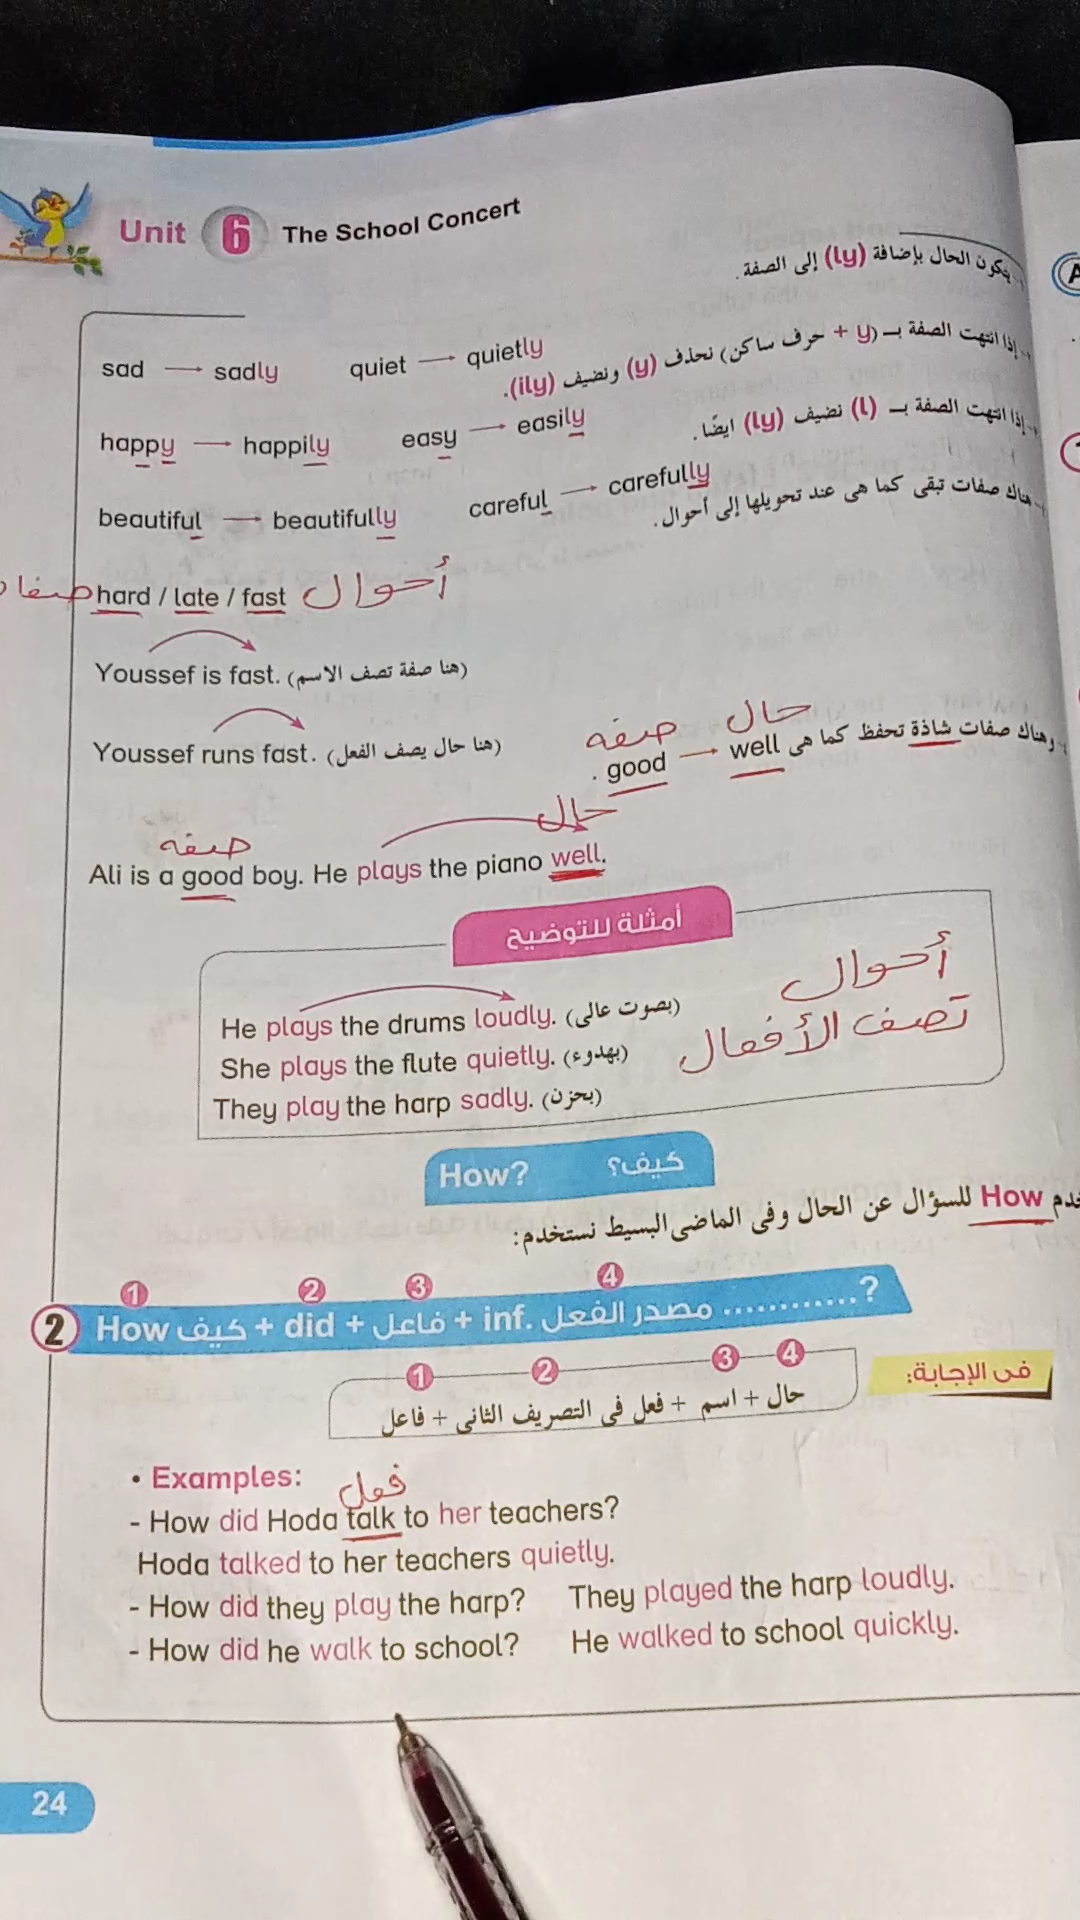 Unit 6 The School Concert
يتكون الحال بإضافة (ly) إلى الصفة.
sad → sadly quiet → quietly
إذا انتهت الصفة بـ (y + حرف ساكن) نحذف (y) ونضيف (ily).
happy → happily easy → easily
إذا انتهت الصفة بـ (l) نضيف (ly) ايضًا.
beautiful → beautifully careful → carefully
هناك صفات تبقى كما هى عند تحويلها إلى أحوال.
hard / late / fast أحوال
Youssef is fast. (هنا صفة تصف الاسم)
Youssef runs fast. (هنا حال يصف الفعل)
صفه حال
وهناك صفات شاذة تحفظ كما هى good → well .
صفه حال
Ali is a good boy. He plays the piano well.
أمثلة للتوضيح
He plays the drums loudly. (بصوت عالى)
She plays the flute quietly. (بهدوء)
They play the harp sadly. (بحزن)
أحوال
تصف الأفعال
How? كيف؟
How للسؤال عن الحال وفى الماضى البسيط نستخدم:
1 2 3 4
2 How كيف + did + فاعل + inf. مصدر الفعل ............?
فى الإجابة:
1 2 3 4
حال + اسم + فعل فى التصريف الثانى + فاعل
• Examples:
فعل
- How did Hoda talk to her teachers?
Hoda talked to her teachers quietly.
- How did they play the harp? They played the harp loudly.
- How did he walk to school? He walked to school quickly.
24